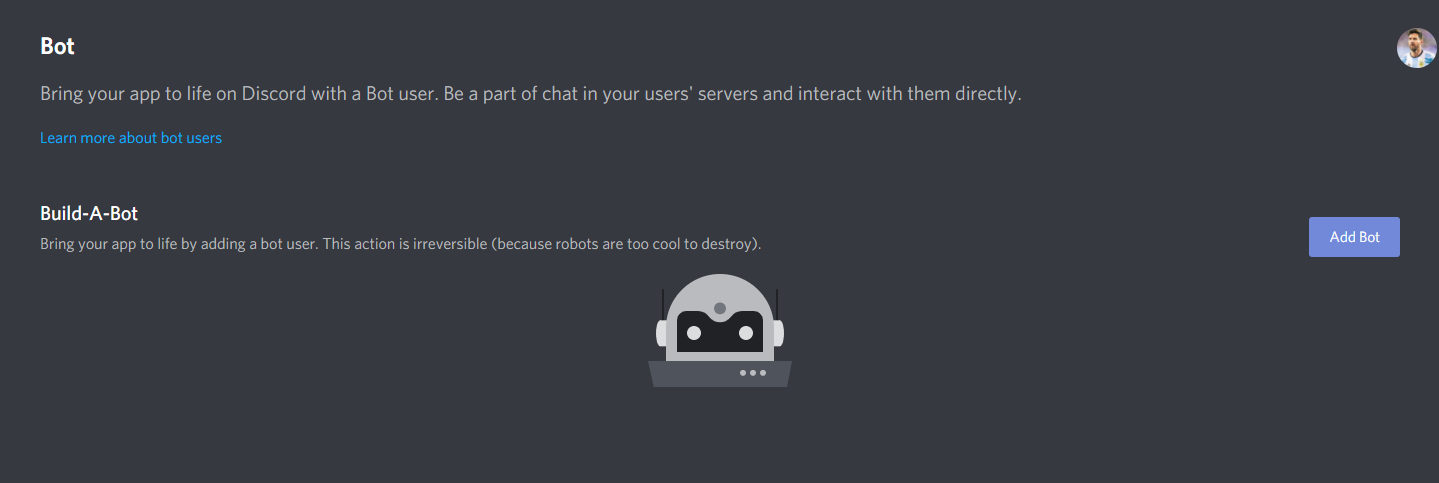 Bot
Bring your app to life on Discord with a Bot user. Be a part of chat in your users' servers and interact with them directly.
Learn more about bot users
Build-A-Bot
Bring your app to life by adding a bot user. This action is irreversible (because robots are too cool to destroy).
Add Bot